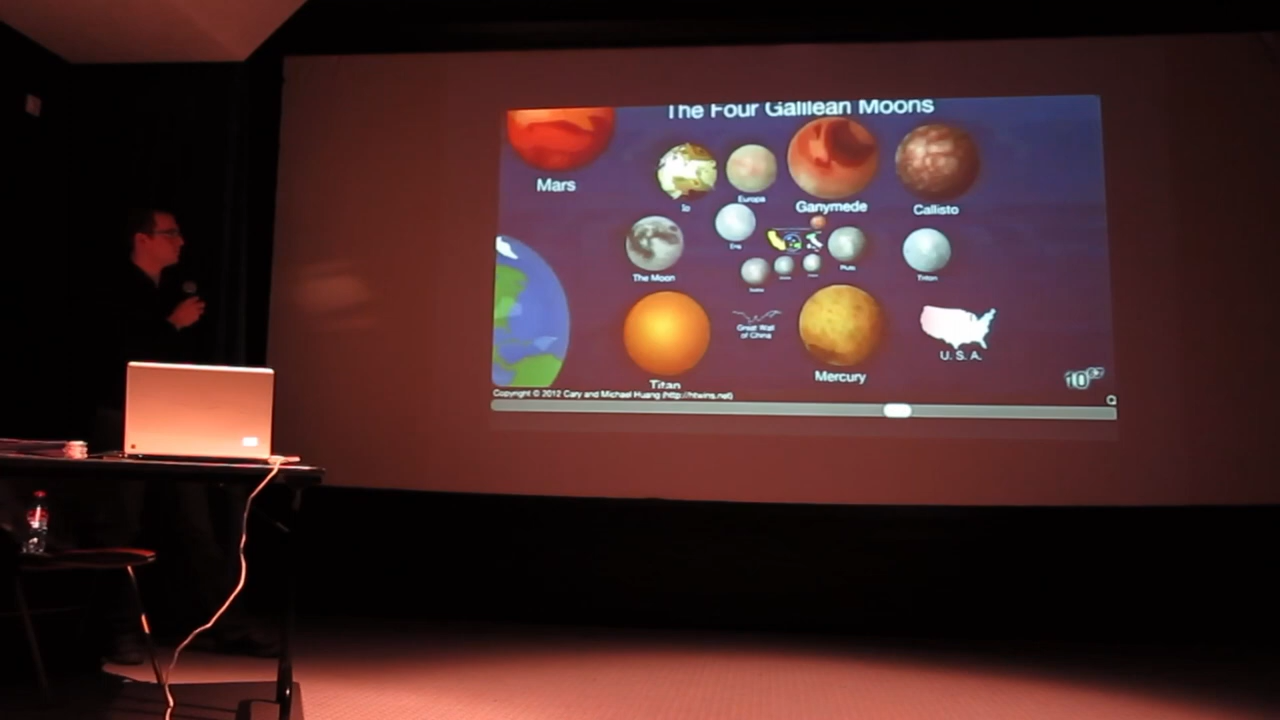 The Four Galilean Moons
Mars
Io
Europa
Ganymede
Callisto
Eris
The Moon
Pluto
Triton
Great Wall
of China
U. S. A.
Titan
Mercury
Copyright © 2012 Cary and Michael Huang (http://htwins.net)